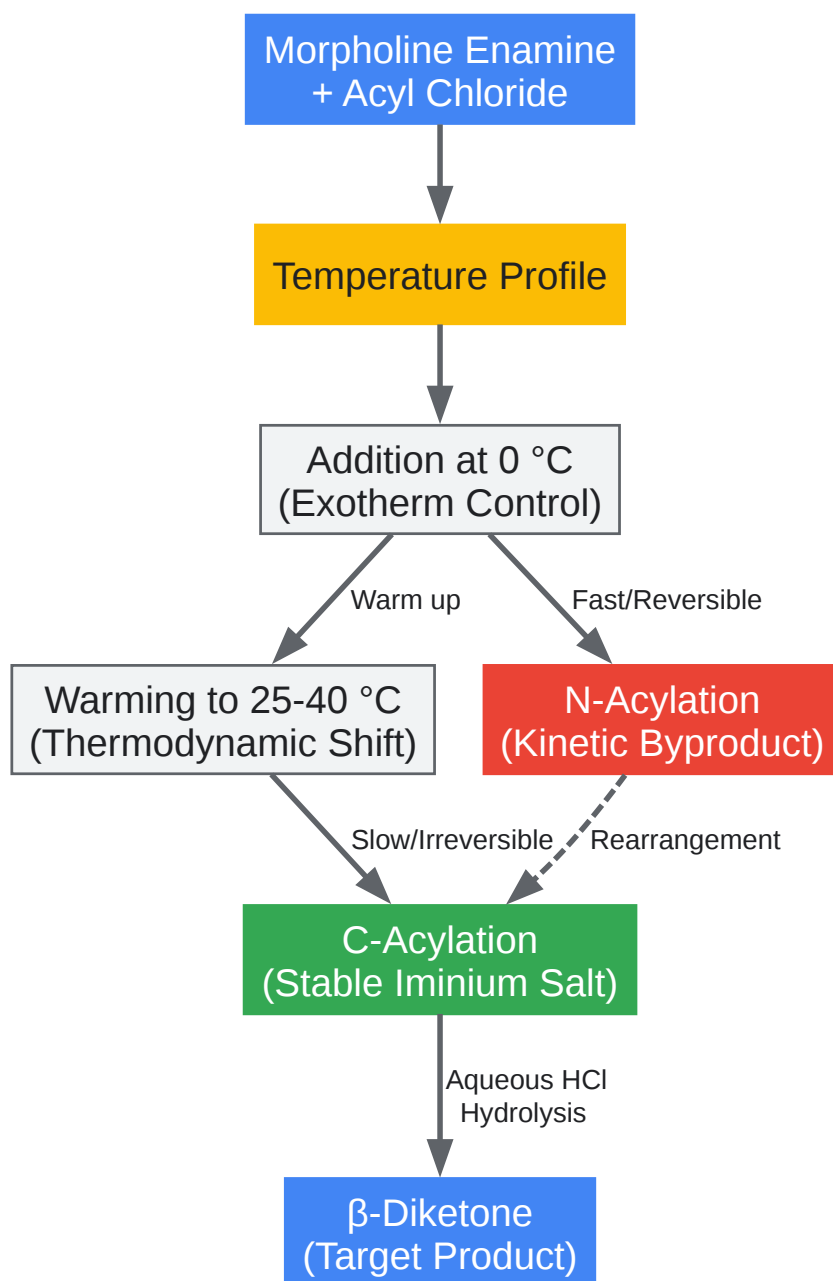 Morpholine Enamine
+ Acyl Chloride
Temperature Profile
Addition at 0 °C
(Exotherm Control)
Warm up
Fast/Reversible
Warming to 25-40 °C
(Thermodynamic Shift)
N-Acylation
(Kinetic Byproduct)
Slow/Irreversible
Rearrangement
C-Acylation
(Stable Iminium Salt)
Aqueous HCl
Hydrolysis
β-Diketone
(Target Product)